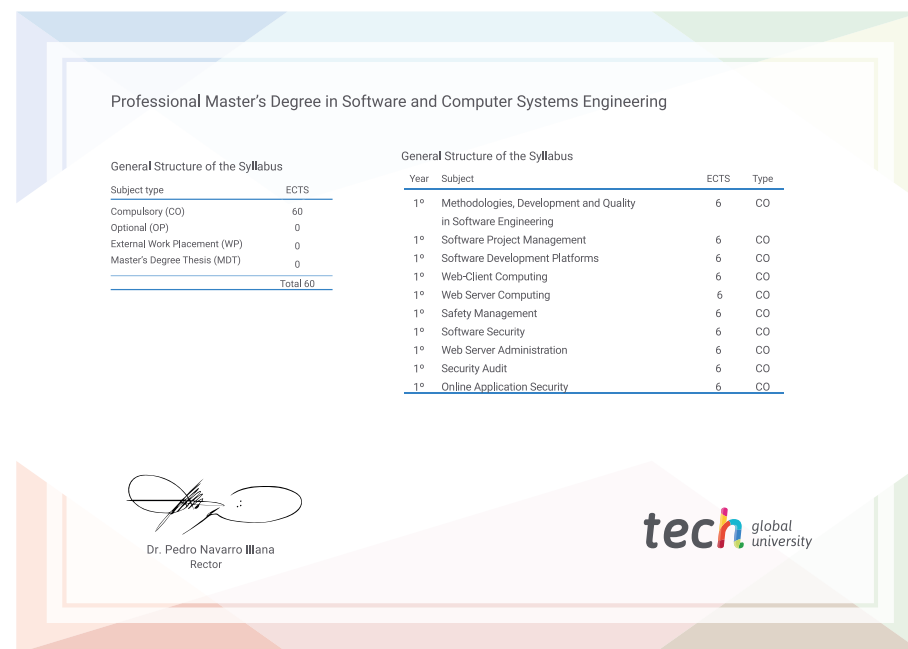 Professional Master's Degree in Software and Computer Systems Engineering
General Structure of the Syllabus
Subject type ECTS
Compulsory (CO) 60
Optional (OP) 0
External Work Placement (WP) 0
Master's Degree Thesis (MDT) 0
Total 60
General Structure of the Syllabus
Year Subject ECTS Type
1º Methodologies, Development and Quality 6 CO
in Software Engineering
1º Software Project Management 6 CO
1º Software Development Platforms 6 CO
1º Web-Client Computing 6 CO
1º Web Server Computing 6 CO
1º Safety Management 6 CO
1º Software Security 6 CO
1º Web Server Administration 6 CO
1º Security Audit 6 CO
1º Online Application Security 6 CO
Dr. Pedro Navarro Illana
Rector
tech global
university